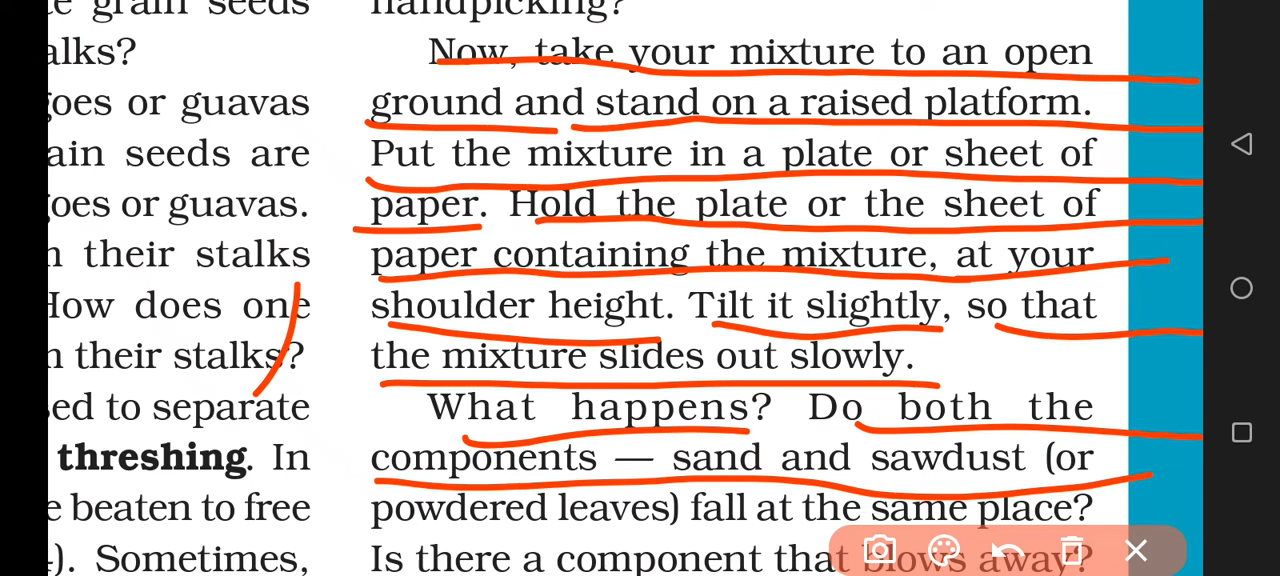 e grain seeds
alks?
goes or guavas
ain seeds are
goes or guavas.
n their stalks
How does one
n their stalks?
sed to separate
threshing. In
e beaten to free
4). Sometimes,
handpicking?
Now, take your mixture to an open
ground and stand on a raised platform.
Put the mixture in a plate or sheet of
paper. Hold the plate or the sheet of
paper containing the mixture, at your
shoulder height. Tilt it slightly, so that
the mixture slides out slowly.
What happens? Do both the
components — sand and sawdust (or
powdered leaves) fall at the same place?
Is there a component that blows away?